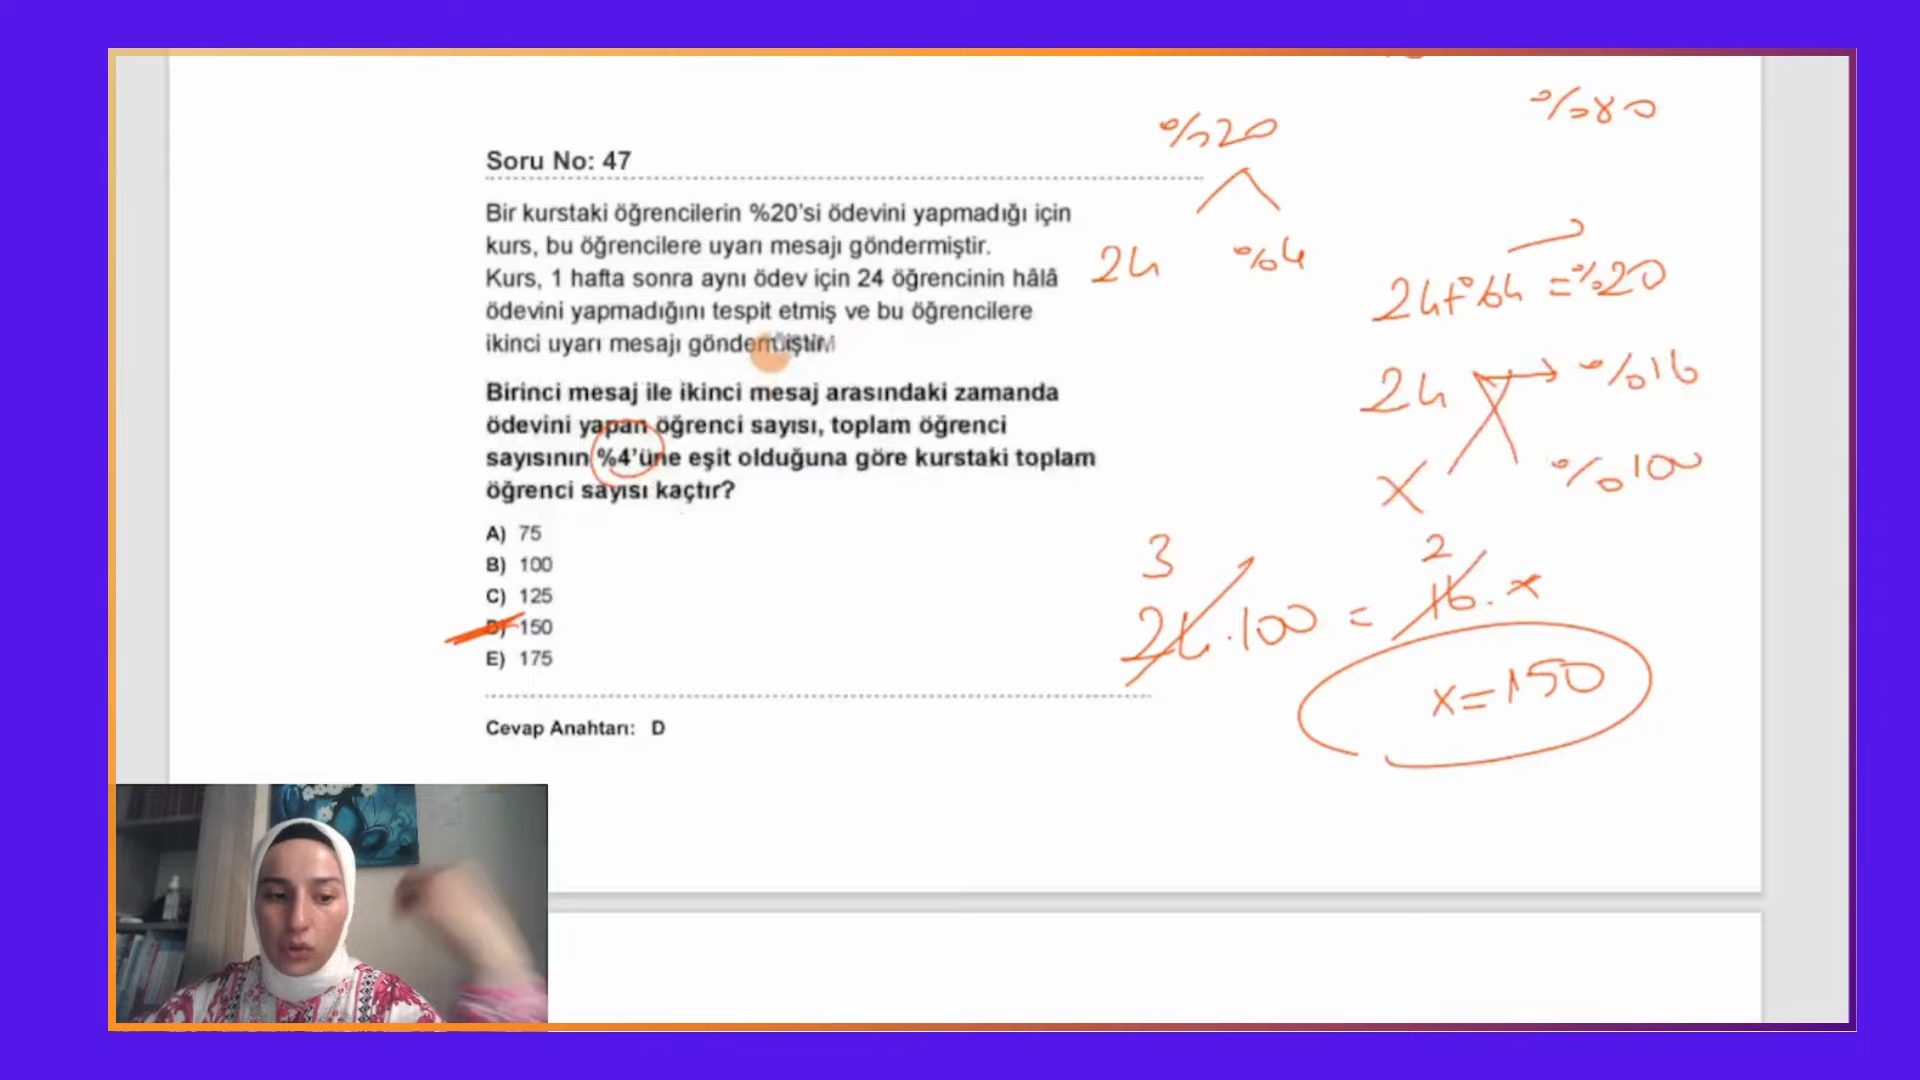 Soru No: 47
Bir kurstaki öğrencilerin %20'si ödevini yapmadığı için
kurs, bu öğrencilere uyarı mesajı göndermiştir.
Kurs, 1 hafta sonra aynı ödev için 24 öğrencinin hâlâ
ödevini yapmadığını tespit etmiş ve bu öğrencilere
ikinci uyarı mesajı göndermiştir.
Birinci mesaj ile ikinci mesaj arasındaki zamanda
ödevini yapan öğrenci sayısı, toplam öğrenci
sayısının %4'üne eşit olduğuna göre kurstaki toplam
öğrenci sayısı kaçtır?
A) 75
B) 100
C) 125
D) 150
E) 175
Cevap Anahtarı: D
%20
24 %4
%80
24+%4 = %20
24 %16
x %100
3 2
24.100 = 16.x
x=150